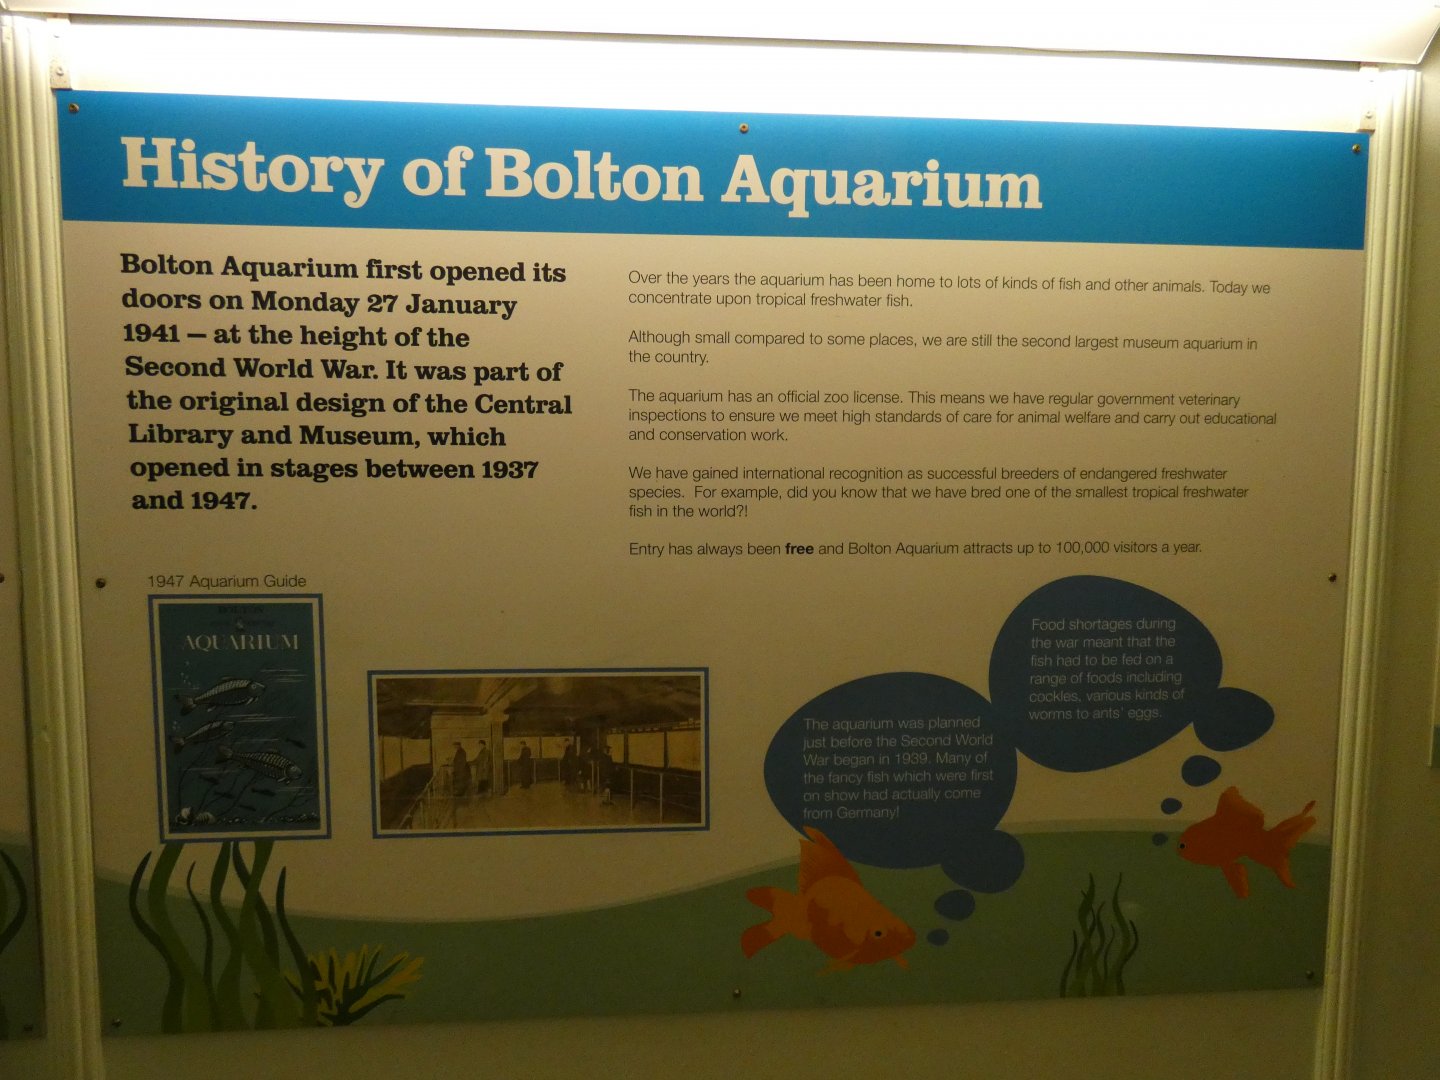 History of Bolton Aquarium
Bolton Aquarium first opened its
doors on Monday 27 January
1941 – at the height of the
Second World War. It was part of
the original design of the Central
Library and Museum, which
opened in stages between 1937
and 1947.
Over the years the aquarium has been home to lots of kinds of fish and other animals. Today we
concentrate upon tropical freshwater fish.
Although small compared to some places, we are still the second largest museum aquarium in
the country.
The aquarium has an official zoo license. This means we have regular government veterinary
inspections to ensure we meet high standards of care for animal welfare and carry out educational
and conservation work.
We have gained international recognition as successful breeders of endangered freshwater
species. For example, did you know that we have bred one of the smallest tropical freshwater
fish in the world?!
Entry has always been free and Bolton Aquarium attracts up to 100,000 visitors a year.
1947 Aquarium Guide
BOLTON
&
AQUARIUM
The aquarium was planned
just before the Second World
War began in 1939. Many of
the fancy fish which were first
on show had actually come
from Germany!
Food shortages during
the war meant that the
fish had to be fed on a
range of foods including
cockles, various kinds of
worms to ants' eggs.